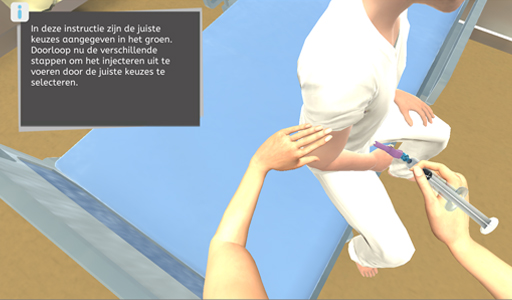 In deze instructie zijn de juiste
keuzes aangegeven in het groen.
Doorloop nu de verschillende
stappen om het injecteren uit te
voeren door de juiste keuzes te
selecteren.